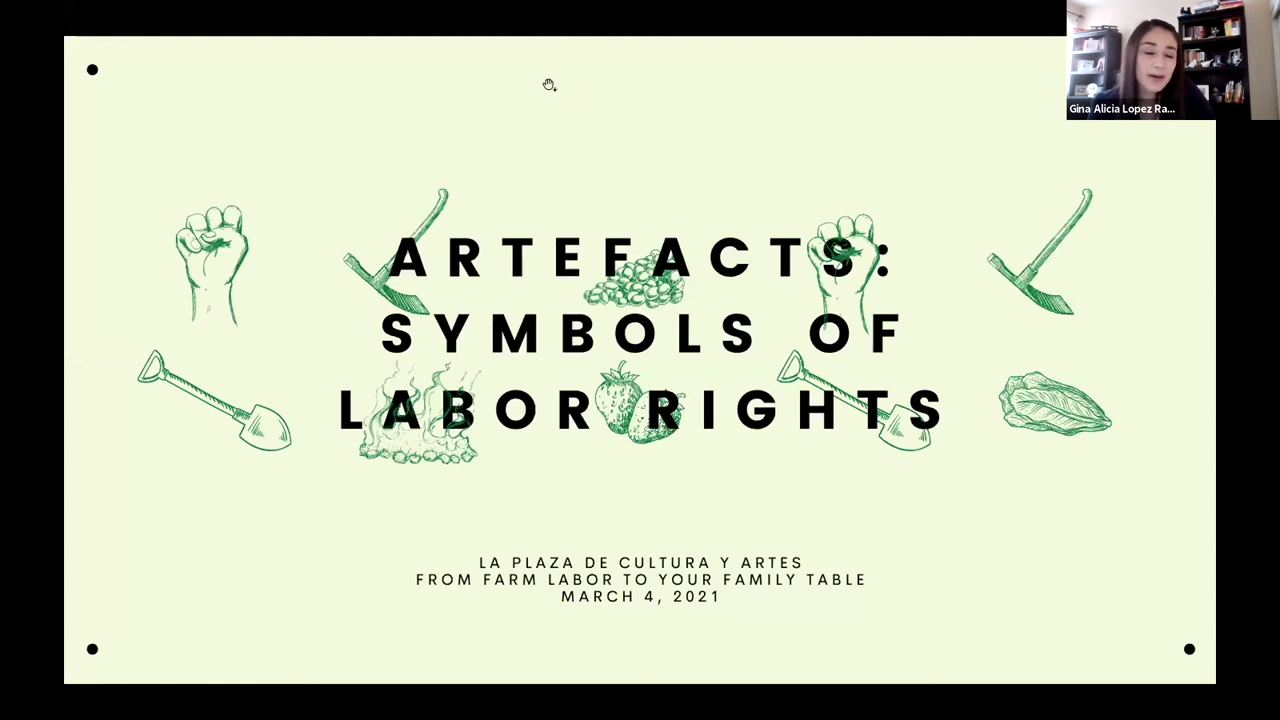 Gina Alicia Lopez Ra...
ARTEFACTS:
SYMBOLS OF
LABOR RIGHTS
LA PLAZA DE CULTURA Y ARTES
FROM FARM LABOR TO YOUR FAMILY TABLE
MARCH 4, 2021